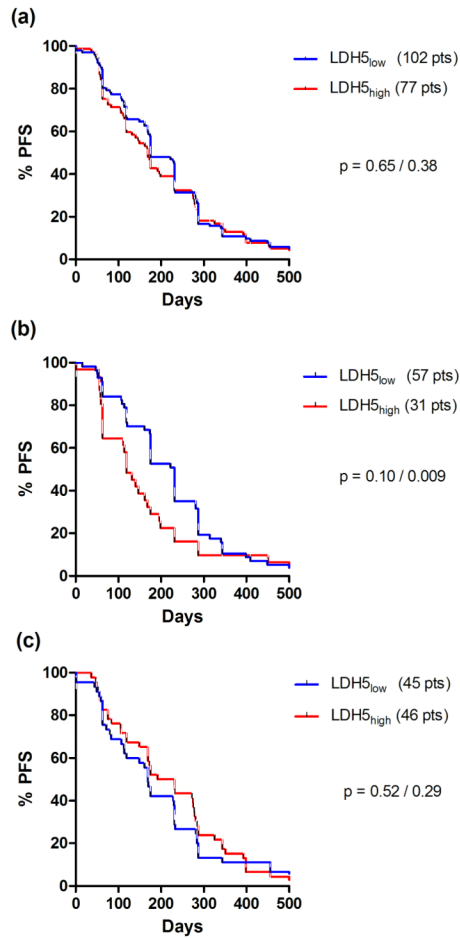 (a)
100
80
60
40
20
0
% PFS
0 100 200 300 400 500
Days
LDH5low (102 pts)
LDH5high (77 pts)
p = 0.65 / 0.38
(b)
100
80
60
40
20
0
% PFS
0 100 200 300 400 500
Days
LDH5low (57 pts)
LDH5high (31 pts)
p = 0.10 / 0.009
(c)
100
80
60
40
20
0
% PFS
0 100 200 300 400 500
Days
LDH5low (45 pts)
LDH5high (46 pts)
p = 0.52 / 0.29